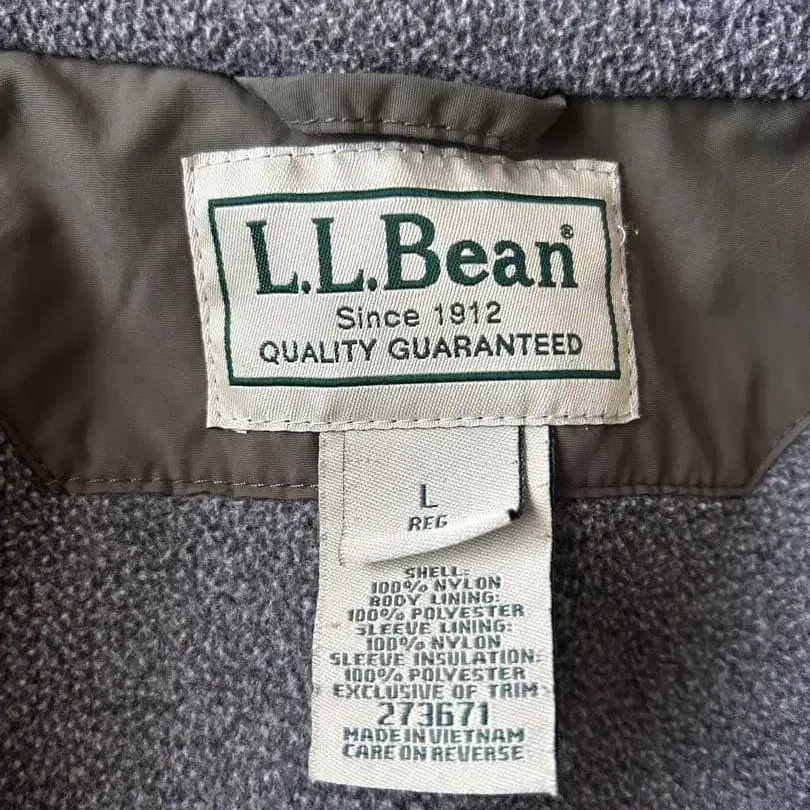 L.L.Bean®
Since 1912
QUALITY GUARANTEED
L
REG
SHELL:
100% NYLON
BODY LINING:
100% POLYESTER
SLEEVE LINING:
100% NYLON
SLEEVE INSULATION:
100% POLYESTER
EXCLUSIVE OF TRIM
273671
MADE IN VIETNAM
CARE ON REVERSE